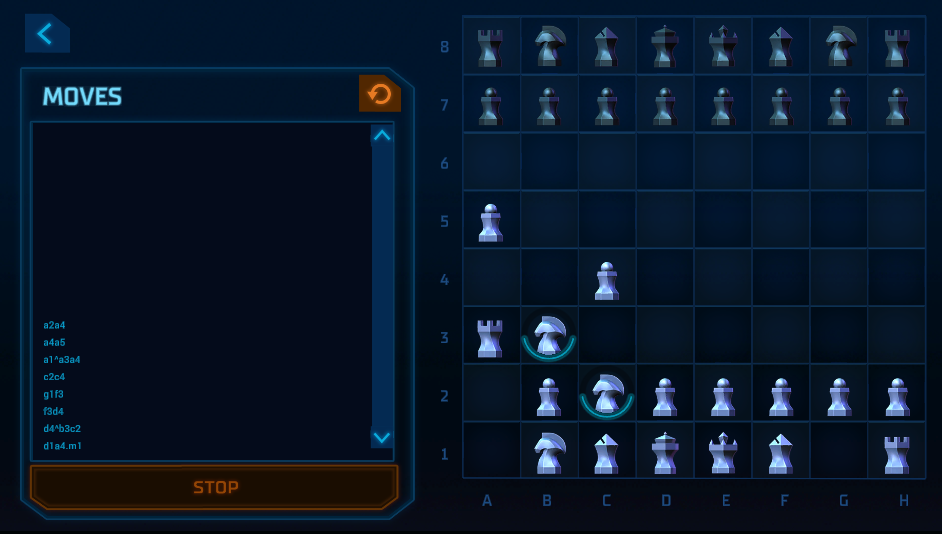 MOVES
a2a4
a4a5
a1^a3a4
c2c4
g1f3
f3d4
d4^b3c2
d1a4.m1
STOP
8
7
6
5
4
3
2
1
A B C D E F G H